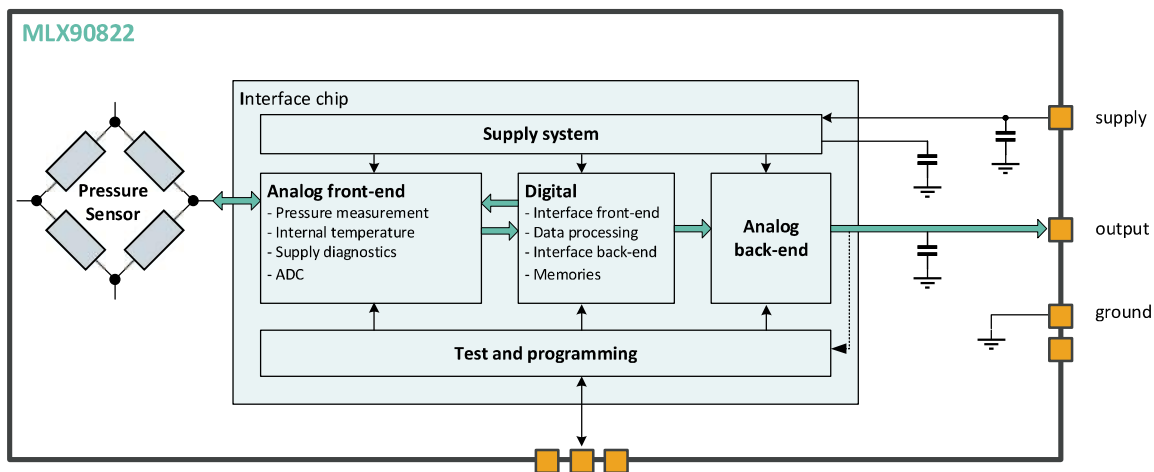 MLX90822
Interface chip
Supply system
supply
Pressure
Sensor
Analog front-end
- Pressure measurement
- Internal temperature
- Supply diagnostics
- ADC
Digital
- Interface front-end
- Data processing
- Interface back-end
- Memories
Analog
back-end
output
ground
Test and programming